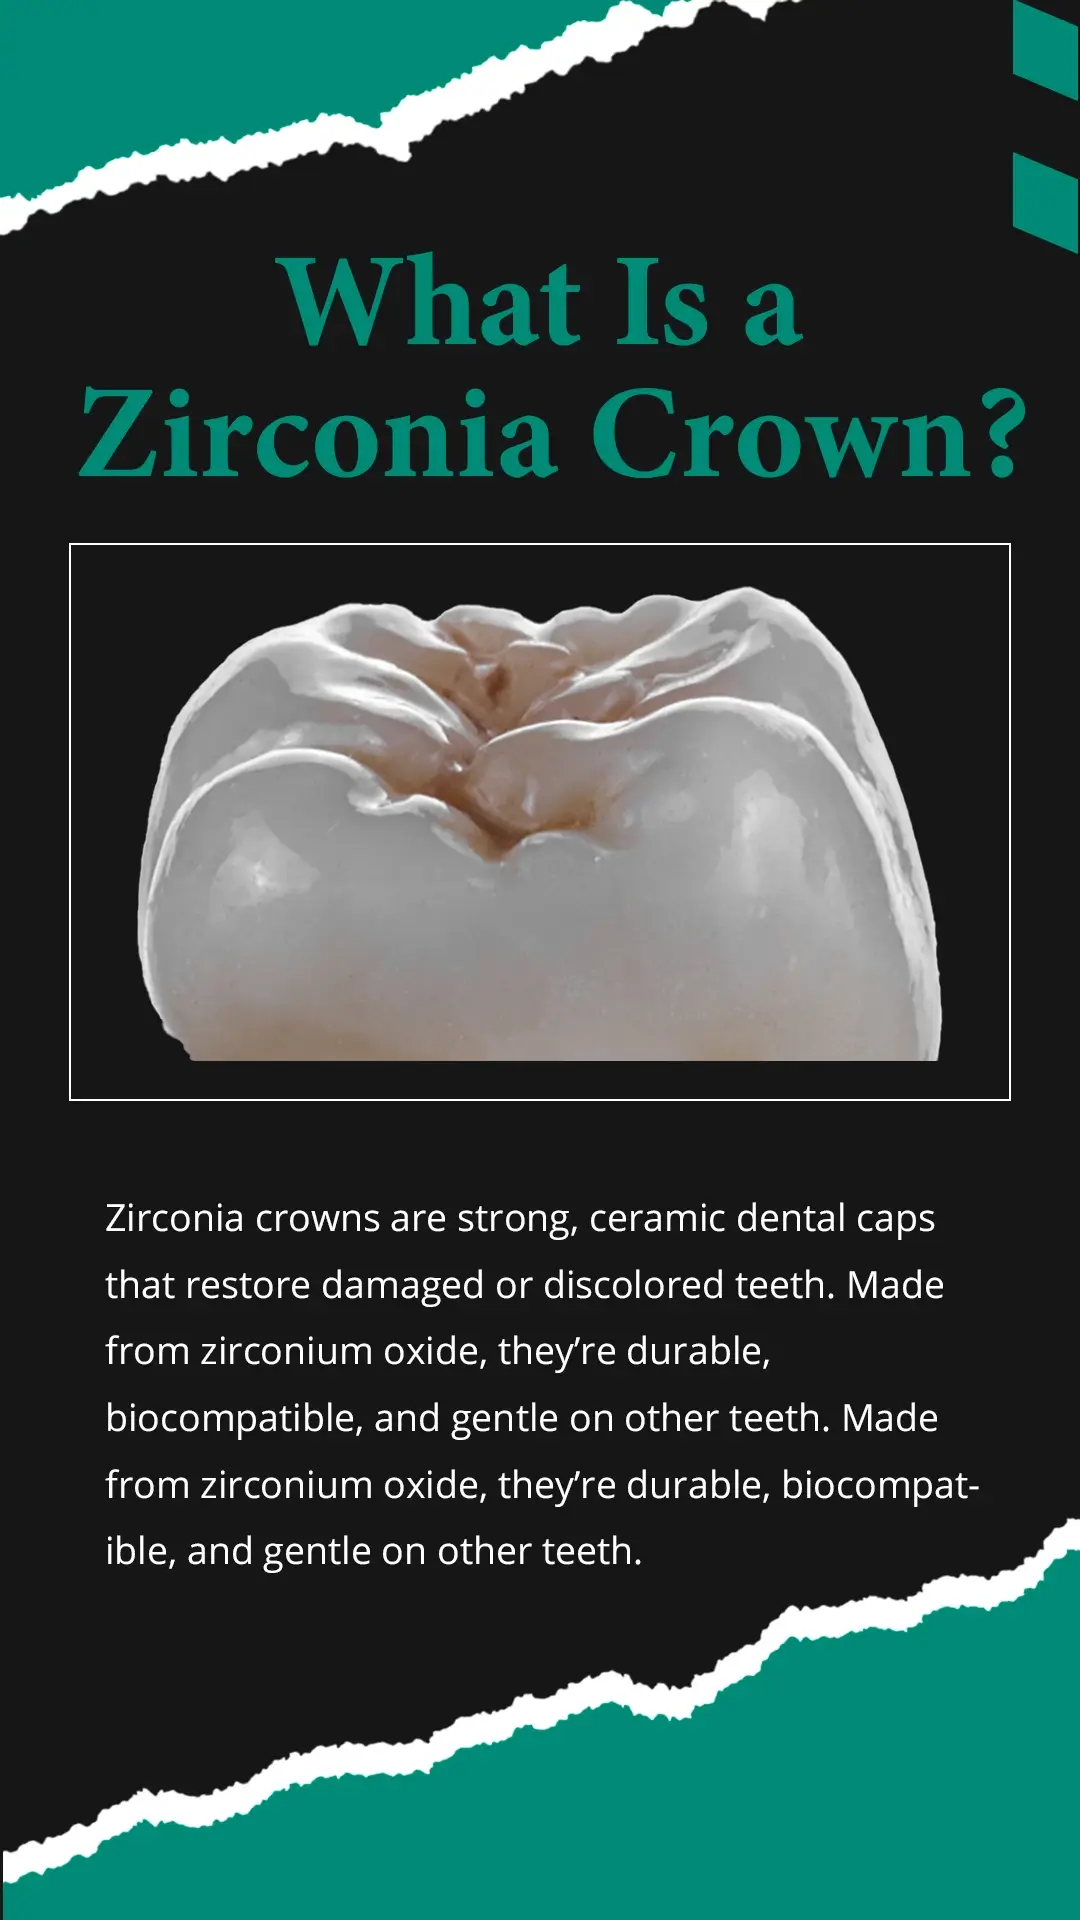 What Is a
Zirconia Crown?
Zirconia crowns are strong, ceramic dental caps
that restore damaged or discolored teeth. Made
from zirconium oxide, they’re durable,
biocompatible, and gentle on other teeth. Made
from zirconium oxide, they’re durable, biocompat-
ible, and gentle on other teeth.